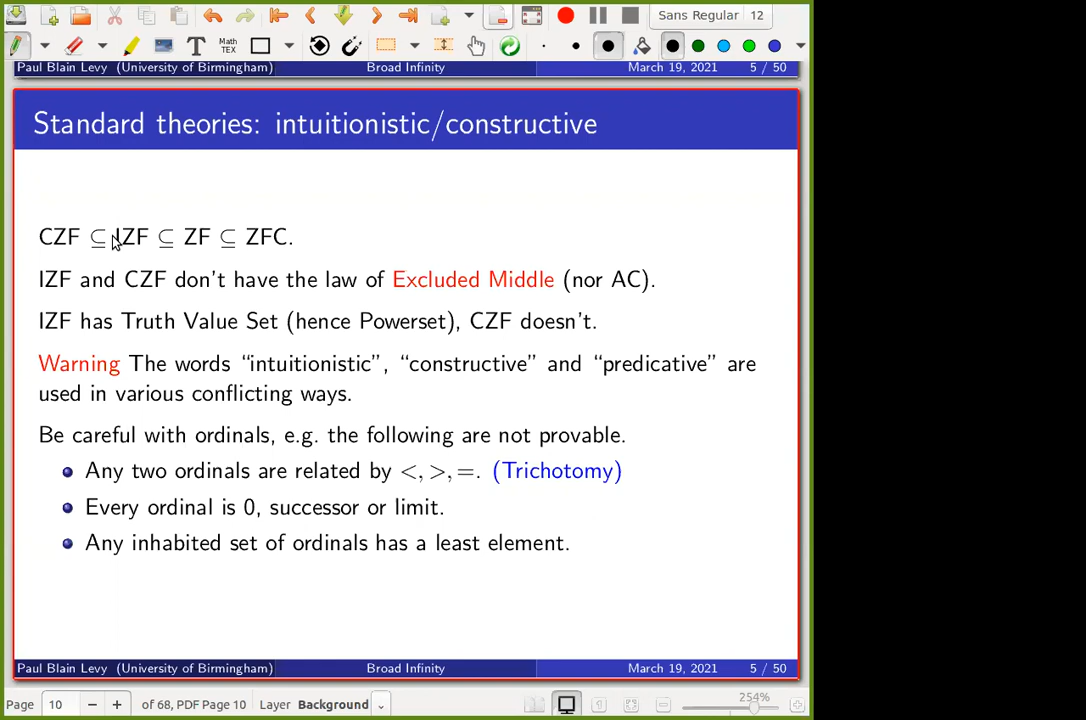 Sans Regular 12
Math
TEX
Paul Blain Levy (University of Birmingham) Broad Infinity March 19, 2021 5 / 50
Standard theories: intuitionistic/constructive
CZF ⊆ IZF ⊆ ZF ⊆ ZFC.
IZF and CZF don't have the law of Excluded Middle (nor AC).
IZF has Truth Value Set (hence Powerset), CZF doesn't.
Warning The words “intuitionistic”, “constructive” and “predicative” are
used in various conflicting ways.
Be careful with ordinals, e.g. the following are not provable.
Any two ordinals are related by <, >, =. (Trichotomy)
Every ordinal is 0, successor or limit.
Any inhabited set of ordinals has a least element.
Paul Blain Levy (University of Birmingham) Broad Infinity March 19, 2021 5 / 50
Page 10 of 68, PDF Page 10 Layer Background 254%